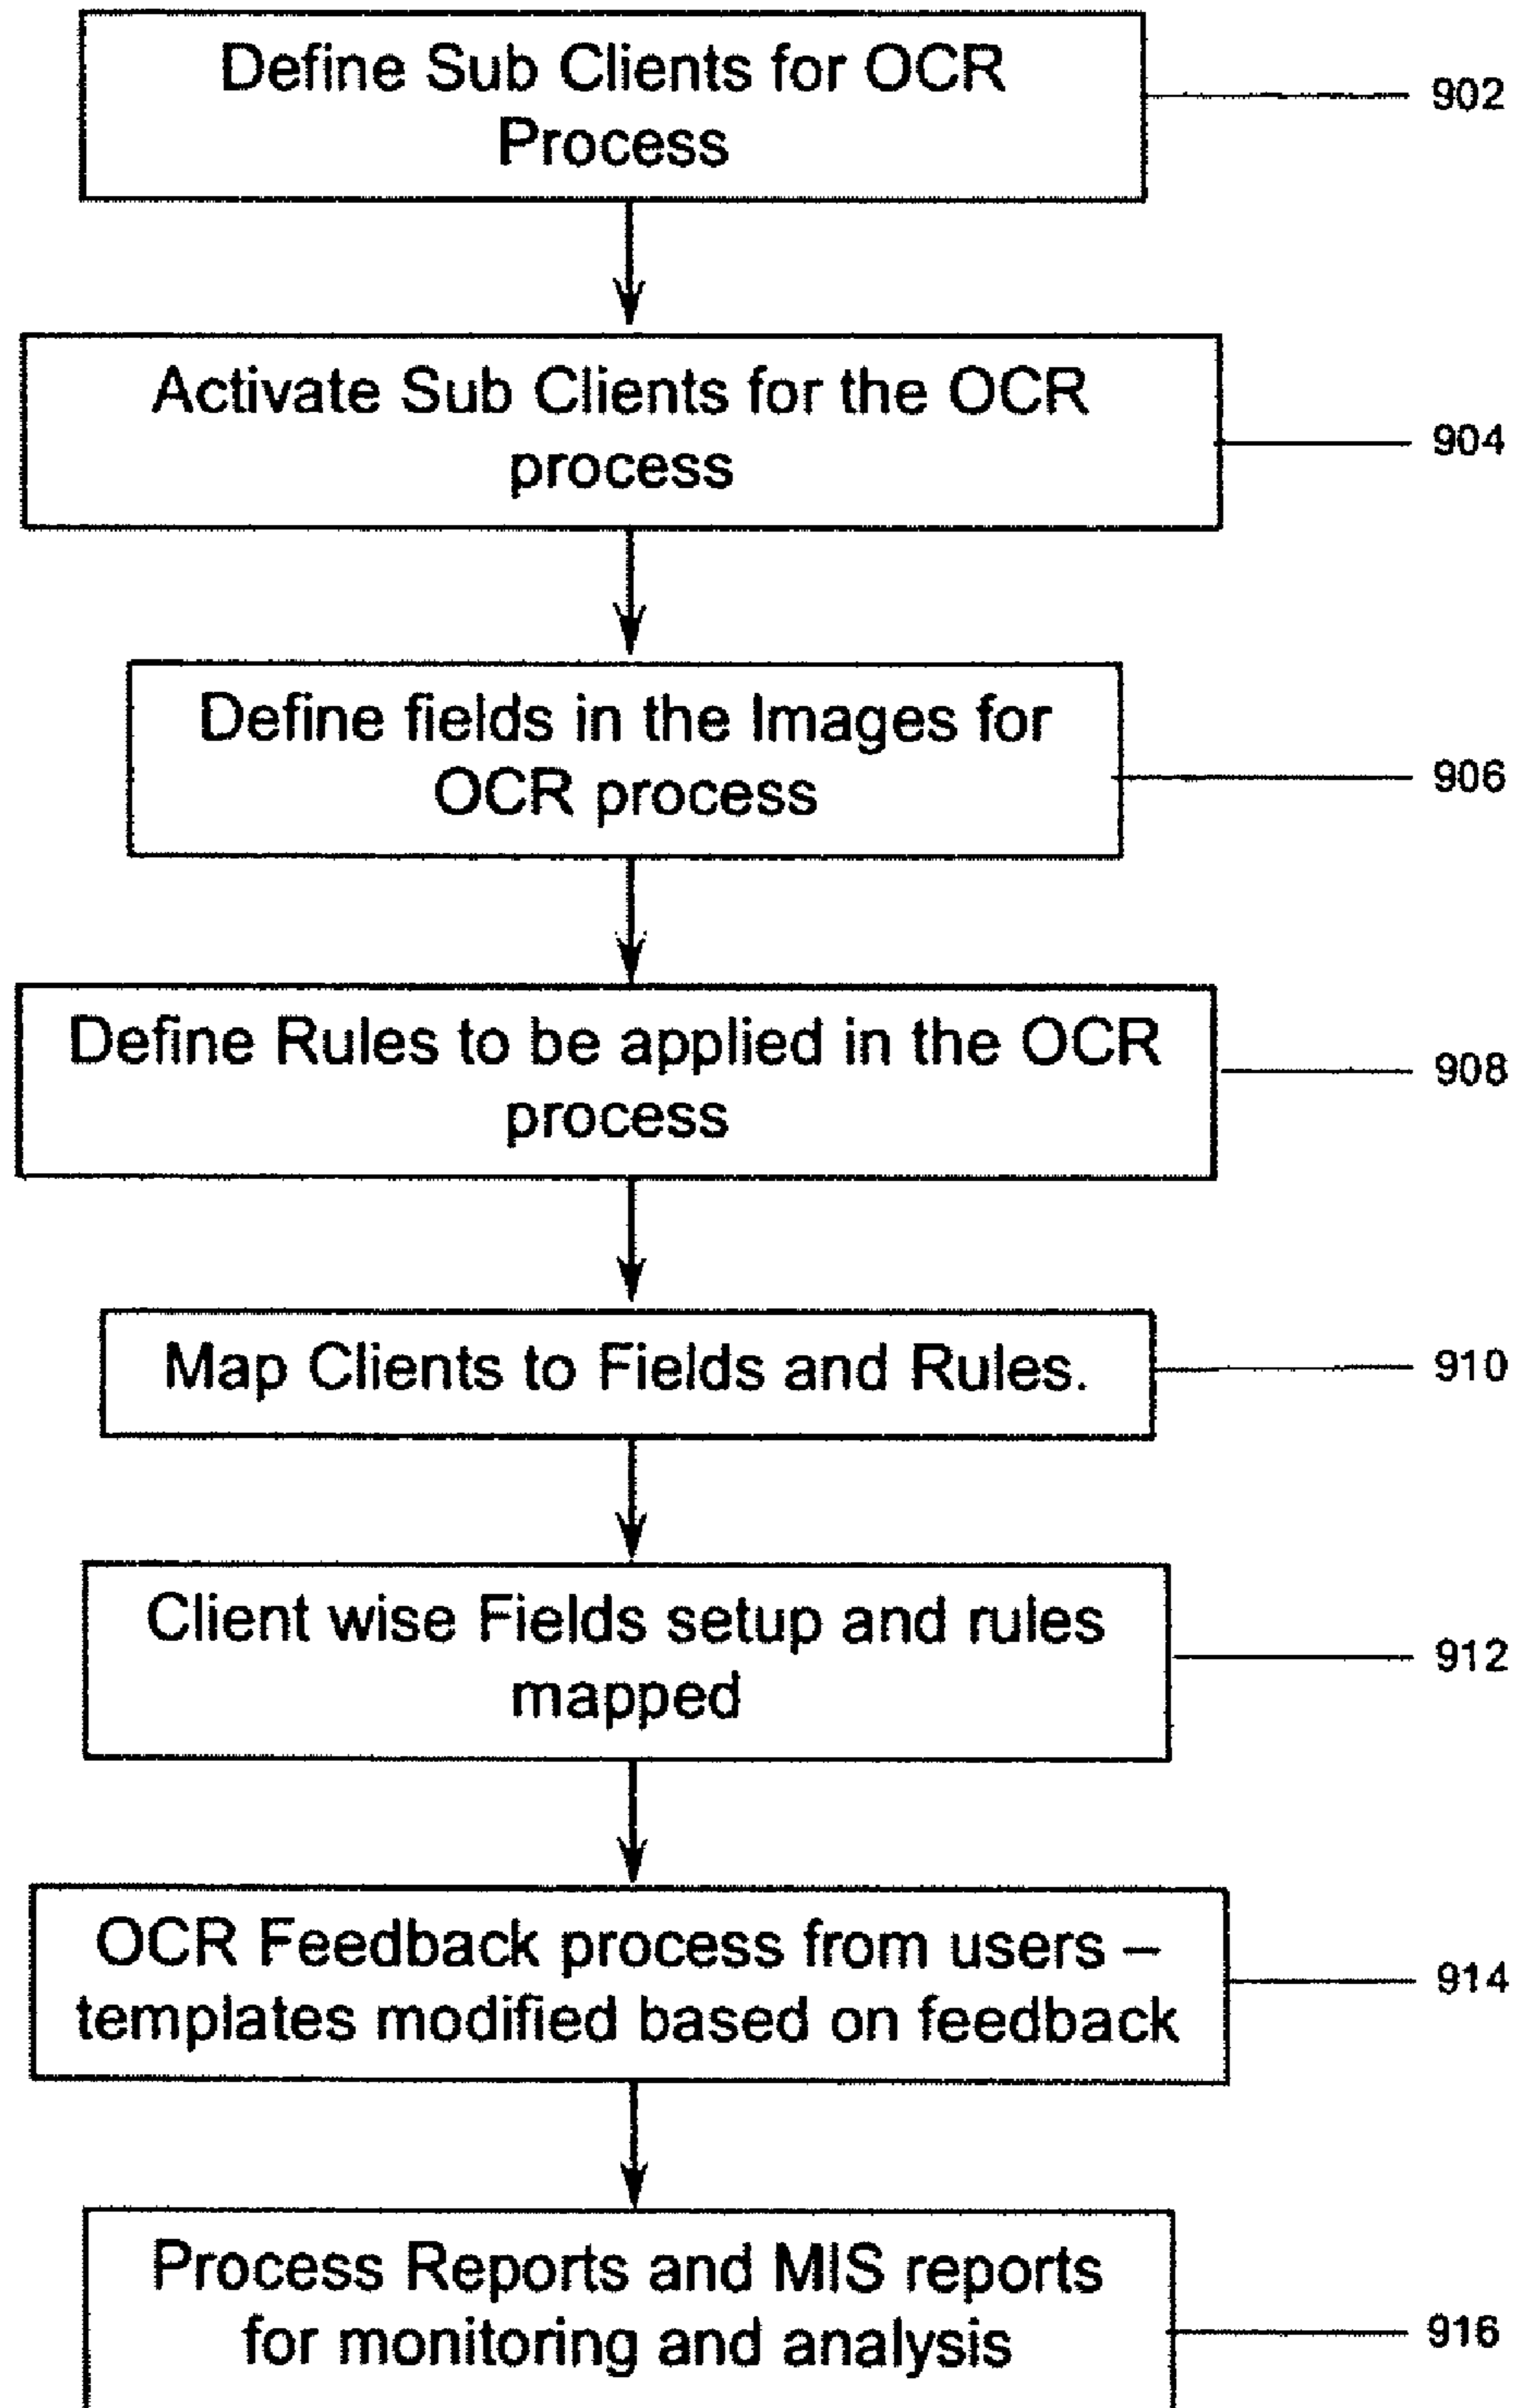 Define Sub Clients for OCR
Process
902
Activate Sub Clients for the OCR
process
904
Define fields in the Images for
OCR process
906
Define Rules to be applied in the OCR
process
908
Map Clients to Fields and Rules.
910
Client wise Fields setup and rules
mapped
912
OCR Feedback process from users –
templates modified based on feedback
914
Process Reports and MIS reports
for monitoring and analysis
916